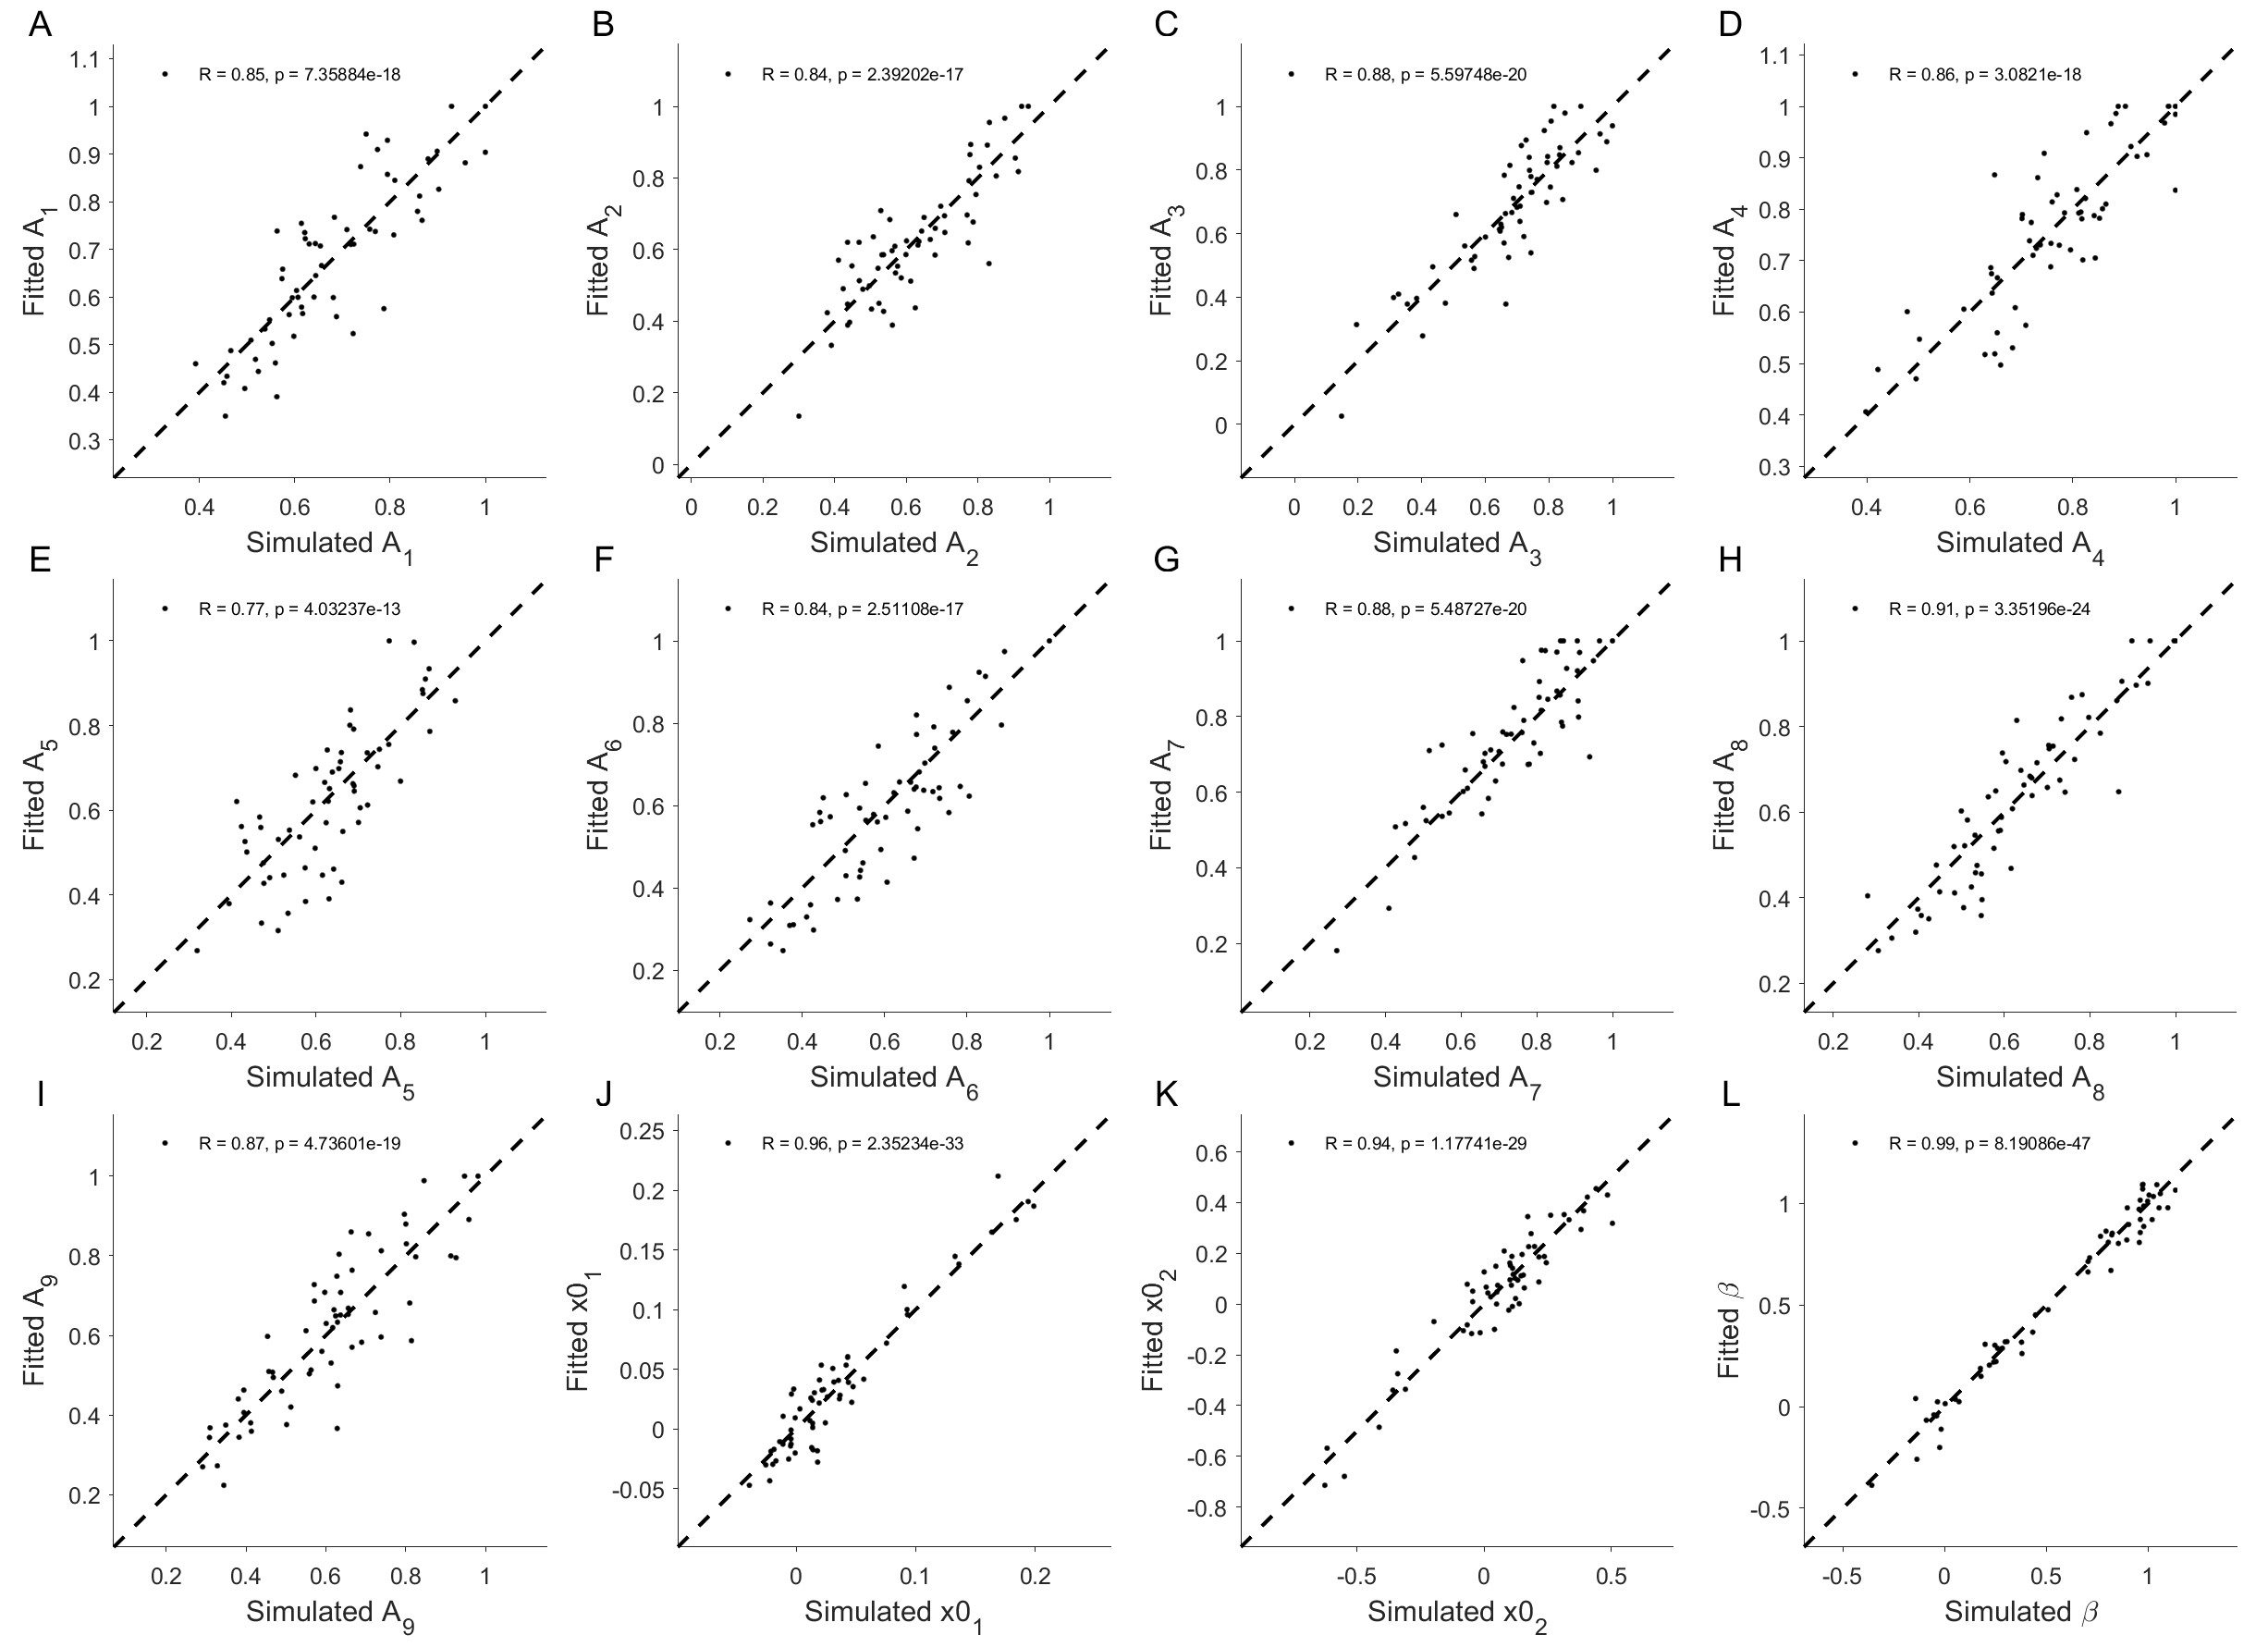 A
R = 0.85, p = 7.35884e-18
1.1
1
0.9
0.8
0.7
0.6
0.5
0.4
0.3
Fitted A1
0.4 0.6 0.8 1
Simulated A1
B
R = 0.84, p = 2.39202e-17
1
0.8
0.6
0.4
0.2
0
Fitted A2
0 0.2 0.4 0.6 0.8 1
Simulated A2
C
R = 0.88, p = 5.59748e-20
1
0.8
0.6
0.4
0.2
0
Fitted A3
0 0.2 0.4 0.6 0.8 1
Simulated A3
D
R = 0.86, p = 3.0821e-18
1.1
1
0.9
0.8
0.7
0.6
0.5
0.4
0.3
Fitted A4
0.4 0.6 0.8 1
Simulated A4
E
R = 0.77, p = 4.03237e-13
1
0.8
0.6
0.4
0.2
Fitted A5
0.2 0.4 0.6 0.8 1
Simulated A5
F
R = 0.84, p = 2.51108e-17
1
0.8
0.6
0.4
0.2
Fitted A6
0.2 0.4 0.6 0.8 1
Simulated A6
G
R = 0.88, p = 5.48727e-20
1
0.8
0.6
0.4
0.2
Fitted A7
0.2 0.4 0.6 0.8 1
Simulated A7
H
R = 0.91, p = 3.35196e-24
1
0.8
0.6
0.4
0.2
Fitted A8
0.2 0.4 0.6 0.8 1
Simulated A8
I
R = 0.87, p = 4.73601e-19
1
0.8
0.6
0.4
0.2
Fitted A9
0.2 0.4 0.6 0.8 1
Simulated A9
J
R = 0.96, p = 2.35234e-33
0.25
0.2
0.15
0.1
0.05
0
-0.05
Fitted x01
0 0.1 0.2
Simulated x01
K
R = 0.94, p = 1.17741e-29
0.6
0.4
0.2
0
-0.2
-0.4
-0.6
-0.8
Fitted x02
-0.5 0 0.5
Simulated x02
L
R = 0.99, p = 8.19086e-47
1
0.5
0
-0.5
Fitted β
-0.5 0 0.5 1
Simulated β